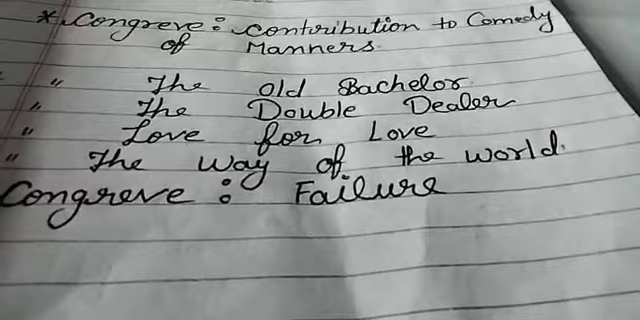 * Congreve : contribution to Comedy
of Manners
" The Old Bachelor
" The Double Dealer
" Love for Love
" The Way of the World.
Congreve : Failure